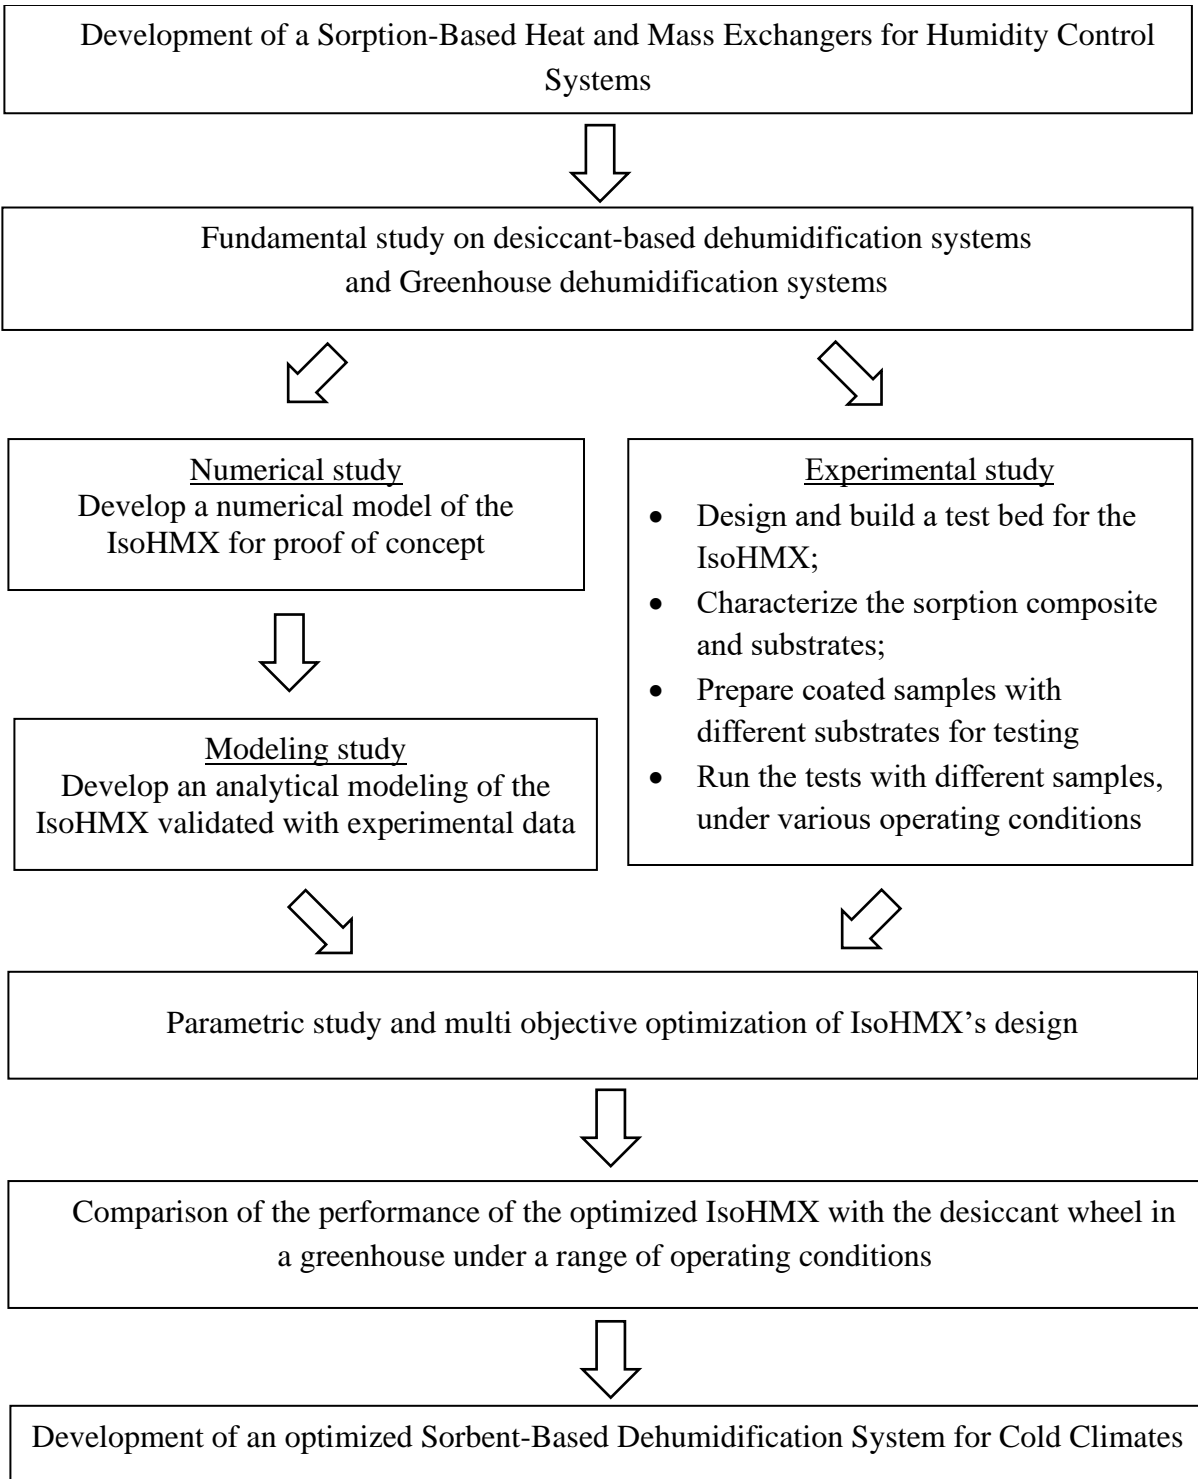 Development of a Sorption-Based Heat and Mass Exchangers for Humidity Control
Systems
Fundamental study on desiccant-based dehumidification systems
and Greenhouse dehumidification systems
Numerical study
Develop a numerical model of the
IsoHMX for proof of concept
Modeling study
Develop an analytical modeling of the
IsoHMX validated with experimental data
Experimental study
• Design and build a test bed for the
IsoHMX;
• Characterize the sorption composite
and substrates;
• Prepare coated samples with
different substrates for testing
• Run the tests with different samples,
under various operating conditions
Parametric study and multi objective optimization of IsoHMX’s design
Comparison of the performance of the optimized IsoHMX with the desiccant wheel in
a greenhouse under a range of operating conditions
Development of an optimized Sorbent-Based Dehumidification System for Cold Climates